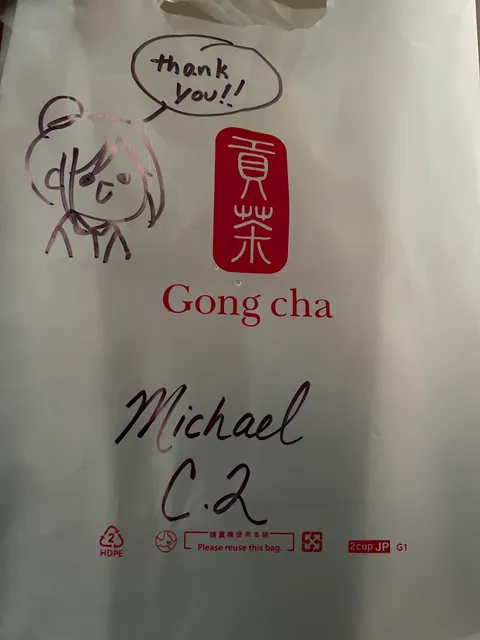 thank
you!!
貢
茶
Gong cha
Michael
C.2
2
HDPE
請重複使用本袋
Please reuse this bag.
2cup JP G1